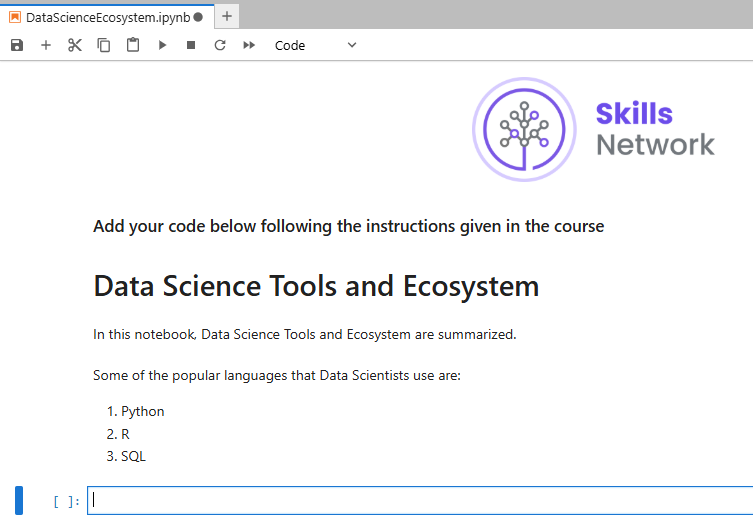 DataScienceEcosystem.ipynb
Code
Skills
Network
Add your code below following the instructions given in the course
Data Science Tools and Ecosystem
In this notebook, Data Science Tools and Ecosystem are summarized.
Some of the popular languages that Data Scientists use are:
1. Python
2. R
3. SQL
[ ]: